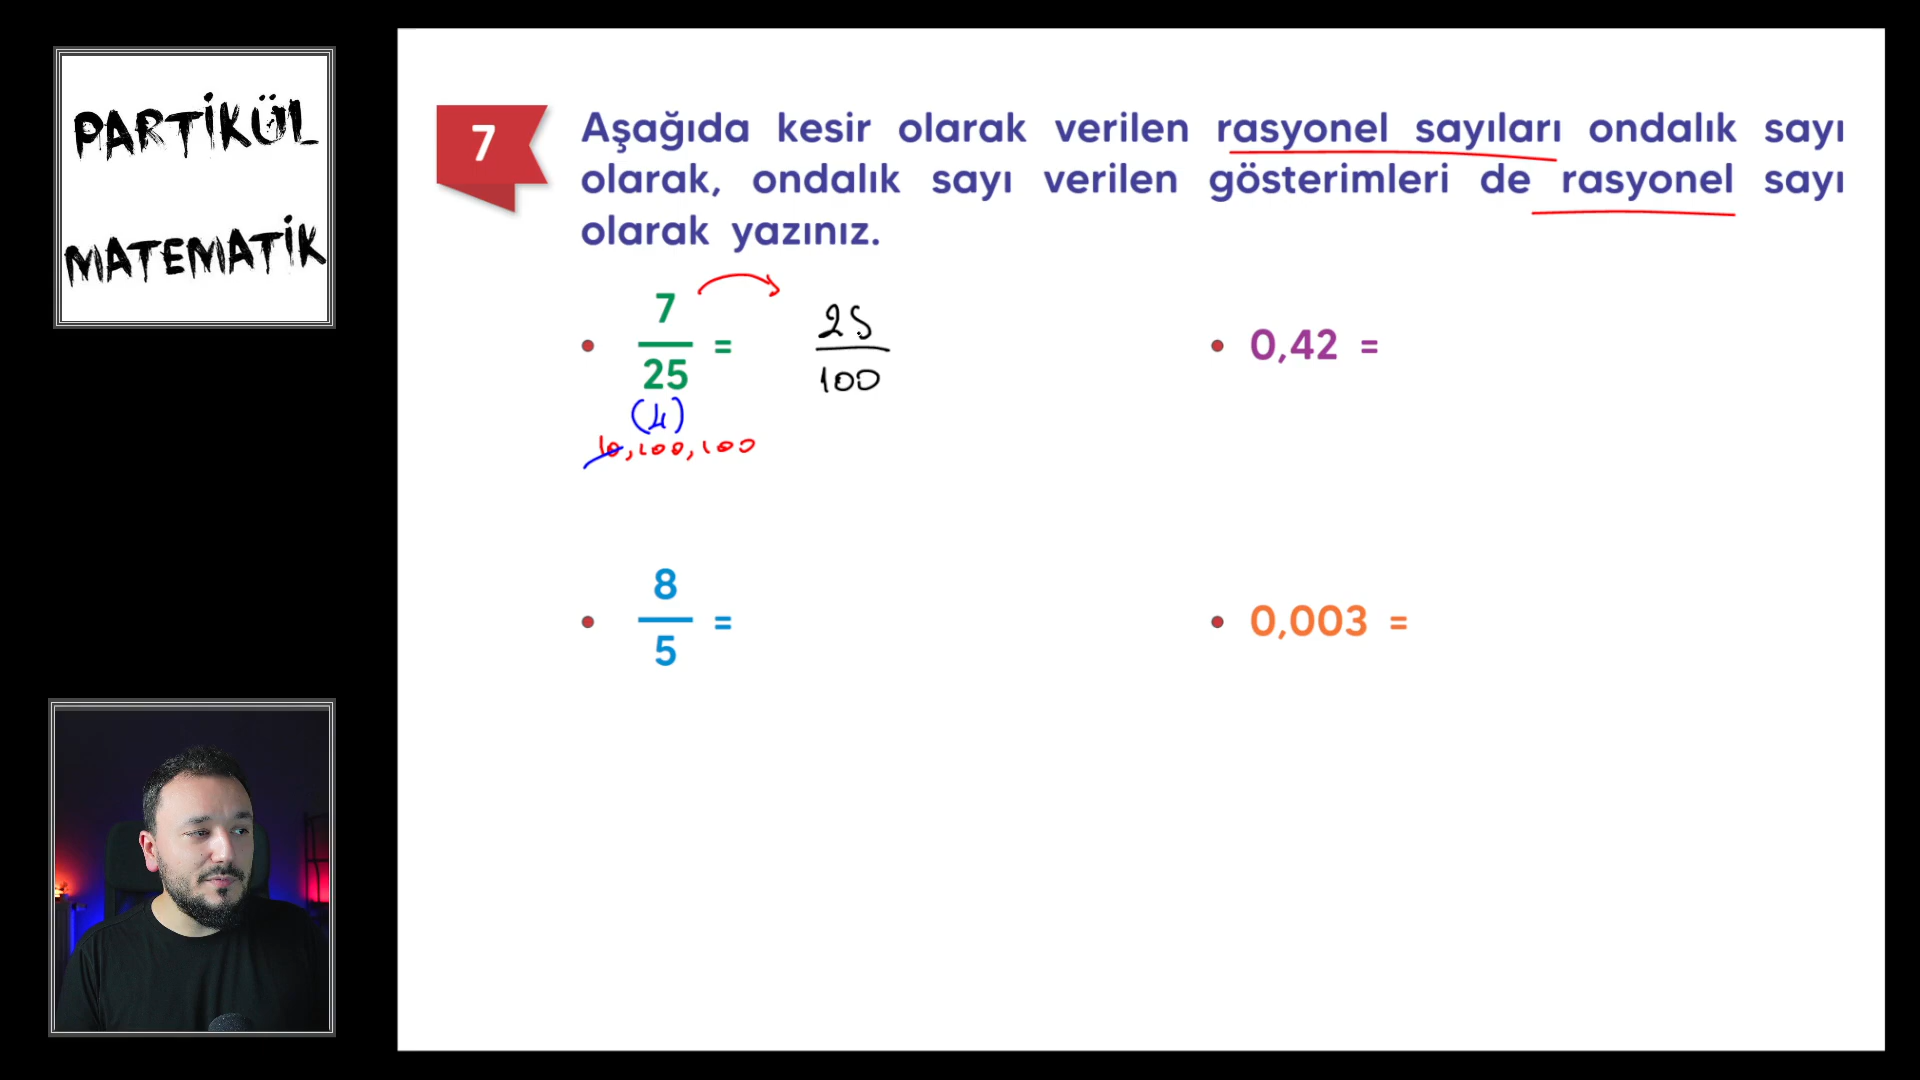 PARTİKÜL
MATEMATİK
7
Aşağıda kesir olarak verilen rasyonel sayıları ondalık sayı
olarak, ondalık sayı verilen gösterimleri de rasyonel sayı
olarak yazınız.
7
25
=
(4)
10, 100, 100
25
100
0,42 =
8
5
=
0,003 =